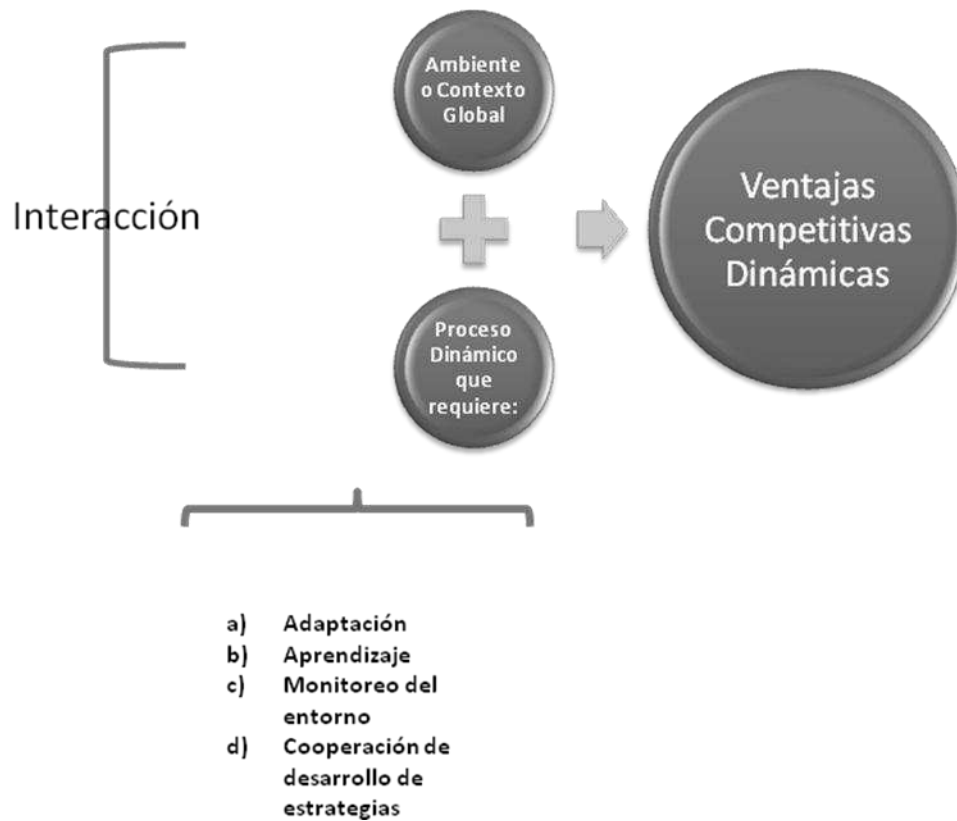 Ambiente
o Contexto
Global
Interacción
Ventajas
Competitivas
Dinámicas
Proceso
Dinámico
que
requiere:
a) Adaptación
b) Aprendizaje
c) Monitoreo del
entorno
d) Cooperación de
desarrollo de
estrategias